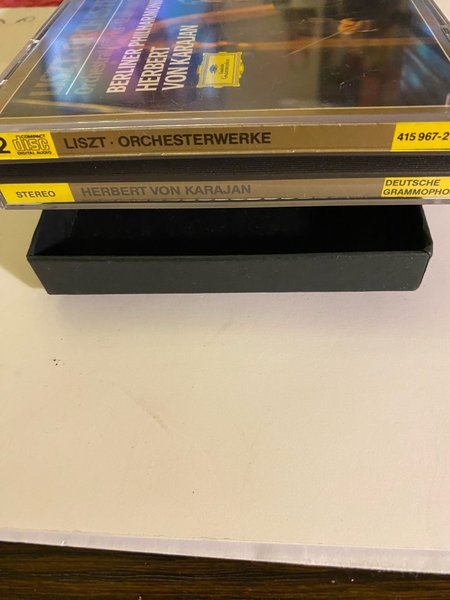 BERLINER PHILHARMONIKER
HERBERT
VON KARAJAN
2 COMPACT
DISC
DIGITAL AUDIO
LISZT · ORCHESTERWERKE
415 967-2
STEREO
HERBERT VON KARAJAN
DEUTSCHE
GRAMMOPHO